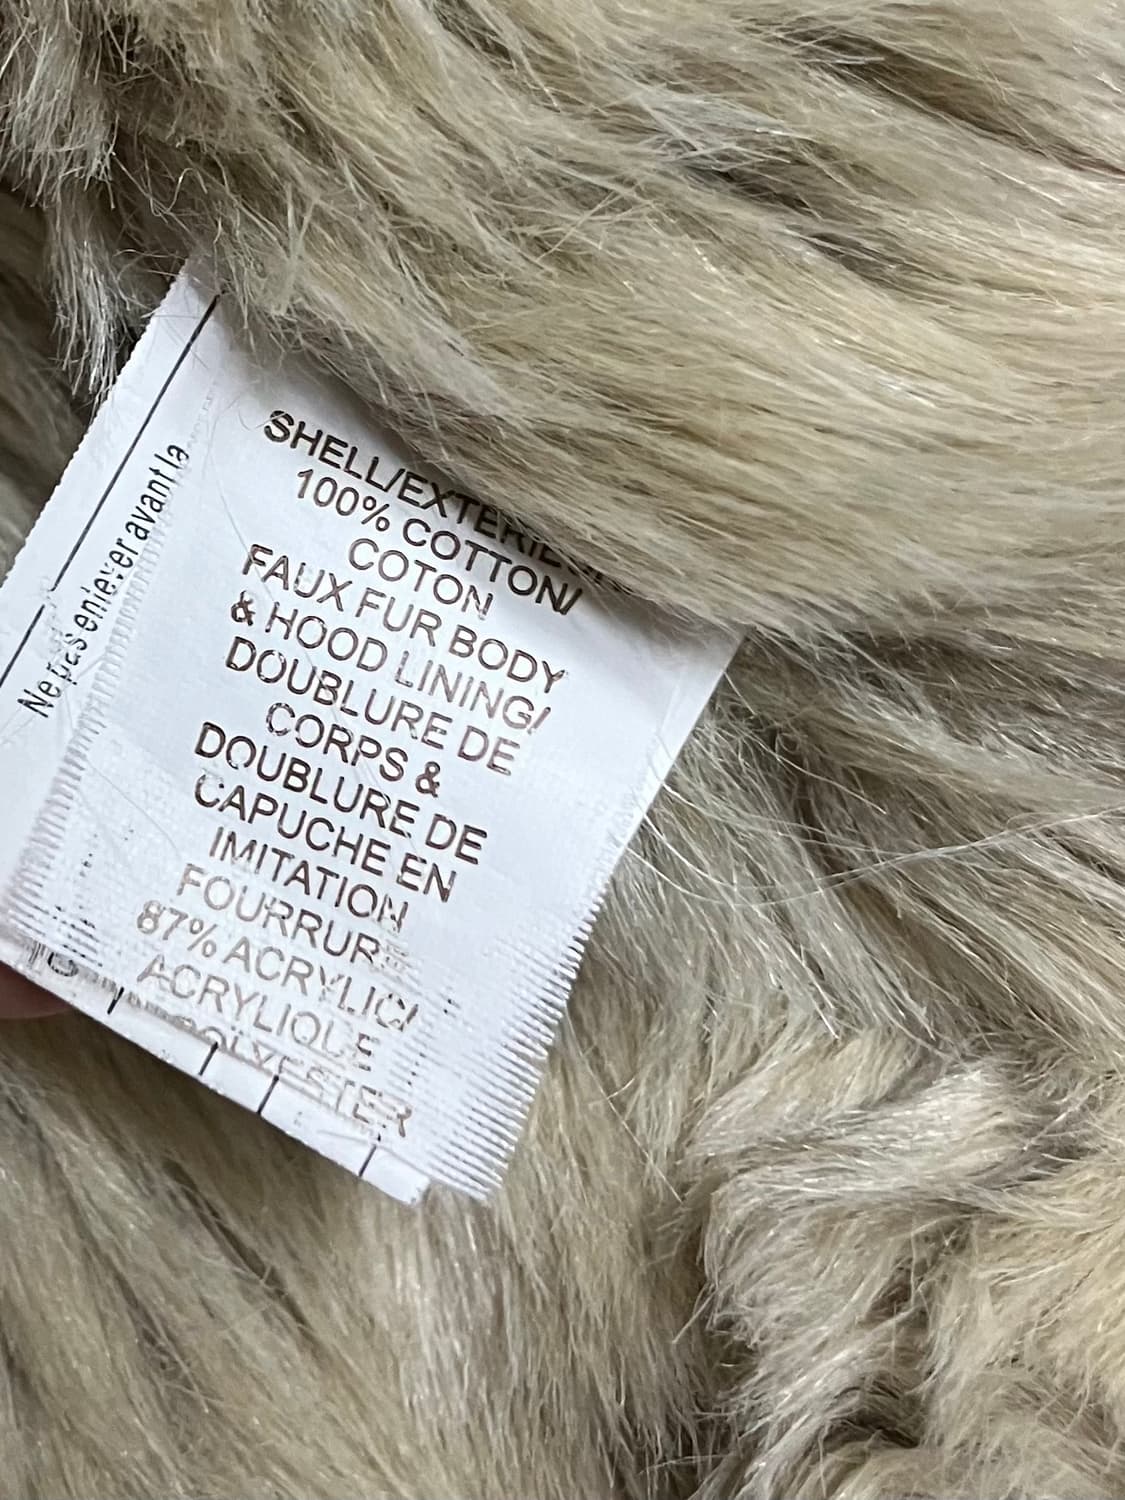 SHELL/EXTERIEUR
100% COTTON/
COTON
FAUX FUR BODY
& HOOD LINING/
DOUBLURE DE
CORPS &
DOUBLURE DE
CAPUCHE EN
IMITATION
FOURRURE
87% ACRYLIC/
ACRYLIQUE
POLYESTER
Ne pas enlever avant la